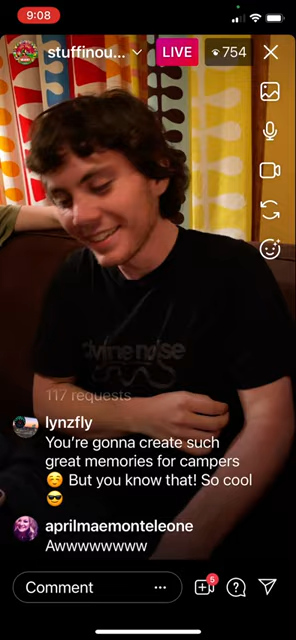 9:08
stuffinou...
LIVE
754
divine noise
117 requests
lynzfly
You're gonna create such
great memories for campers
☺️ But you know that! So cool
😎
aprilmaemonteleone
Awwwwwwww
Comment
5